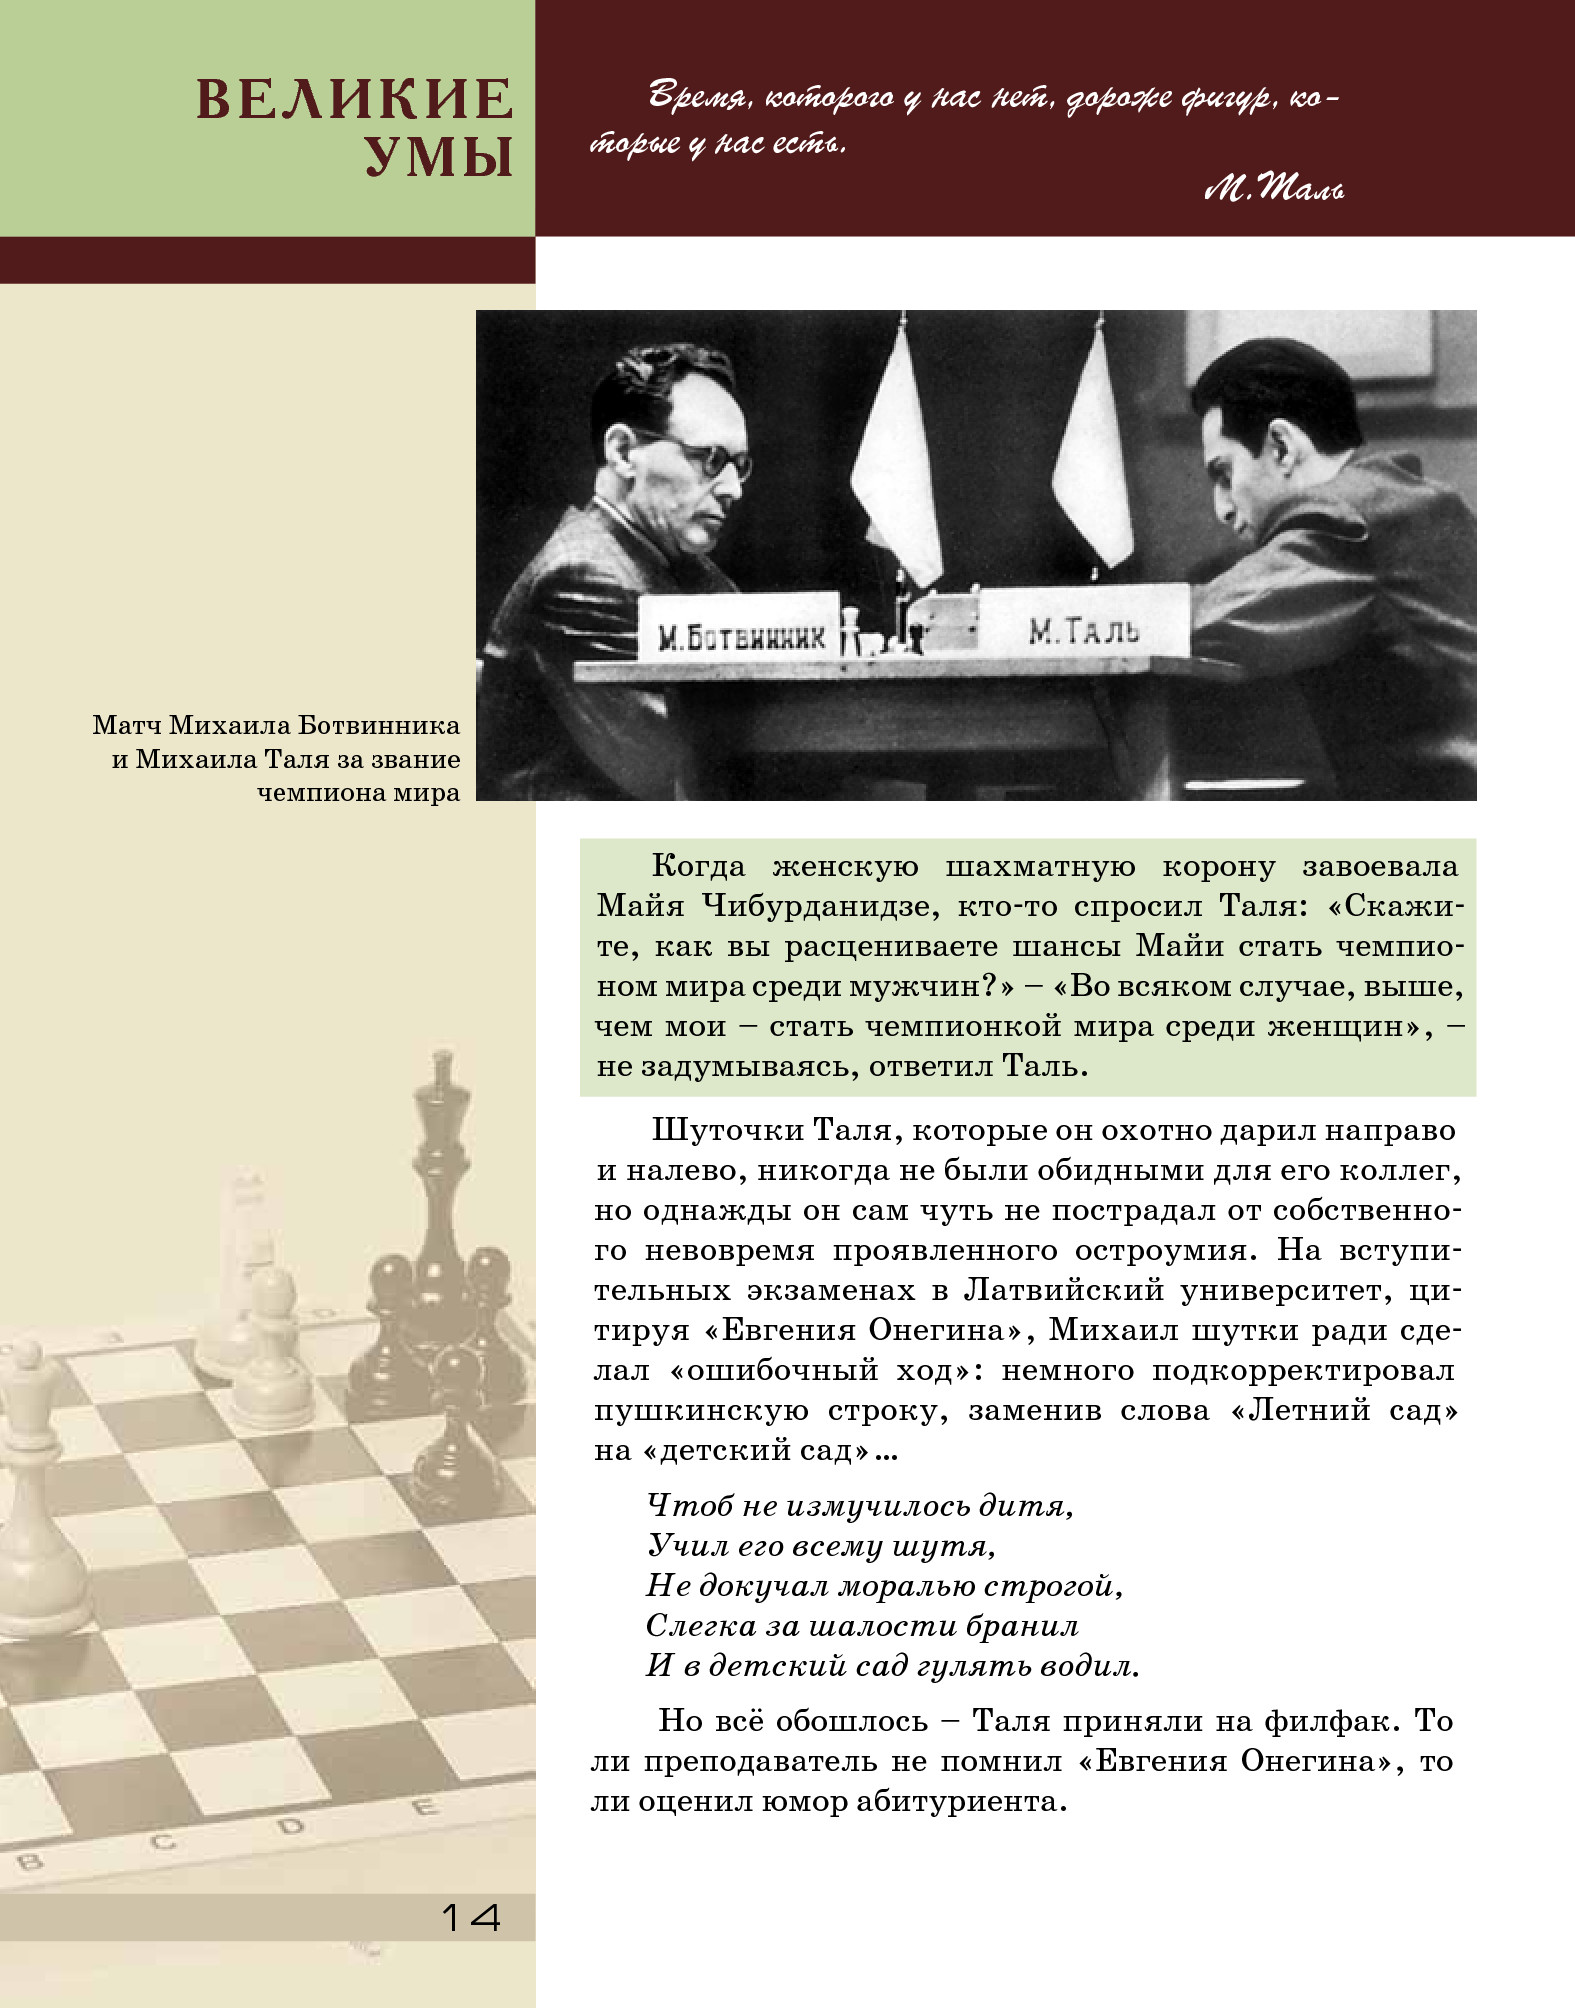 ВЕЛИКИЕ
УМЫ
Время, которого у нас нет, дороже фигур, ко-
торые у нас есть.
М.Таль
М.Ботвинник
М.Таль
Матч Михаила Ботвинника
и Михаила Таля за звание
чемпиона мира
Когда женскую шахматную корону завоевала
Майя Чибурданидзе, кто-то спросил Таля: «Скажи-
те, как вы расцениваете шансы Майи стать чемпио-
ном мира среди мужчин?» – «Во всяком случае, выше,
чем мои – стать чемпионкой мира среди женщин», –
не задумываясь, ответил Таль.
Шуточки Таля, которые он охотно дарил направо
и налево, никогда не были обидными для его коллег,
но однажды он сам чуть не пострадал от собственно-
го невовремя проявленного остроумия. На вступи-
тельных экзаменах в Латвийский университет, ци-
тируя «Евгения Онегина», Михаил шутки ради сде-
лал «ошибочный ход»: немного подкорректировал
пушкинскую строку, заменив слова «Летний сад»
на «детский сад»...
Чтоб не измучилось дитя,
Учил его всему шутя,
Не докучал моралью строгой,
Слегка за шалости бранил
И в детский сад гулять водил.
Но всё обошлось – Таля приняли на филфак. То
ли преподаватель не помнил «Евгения Онегина», то
ли оценил юмор абитуриента.
B C D E
14